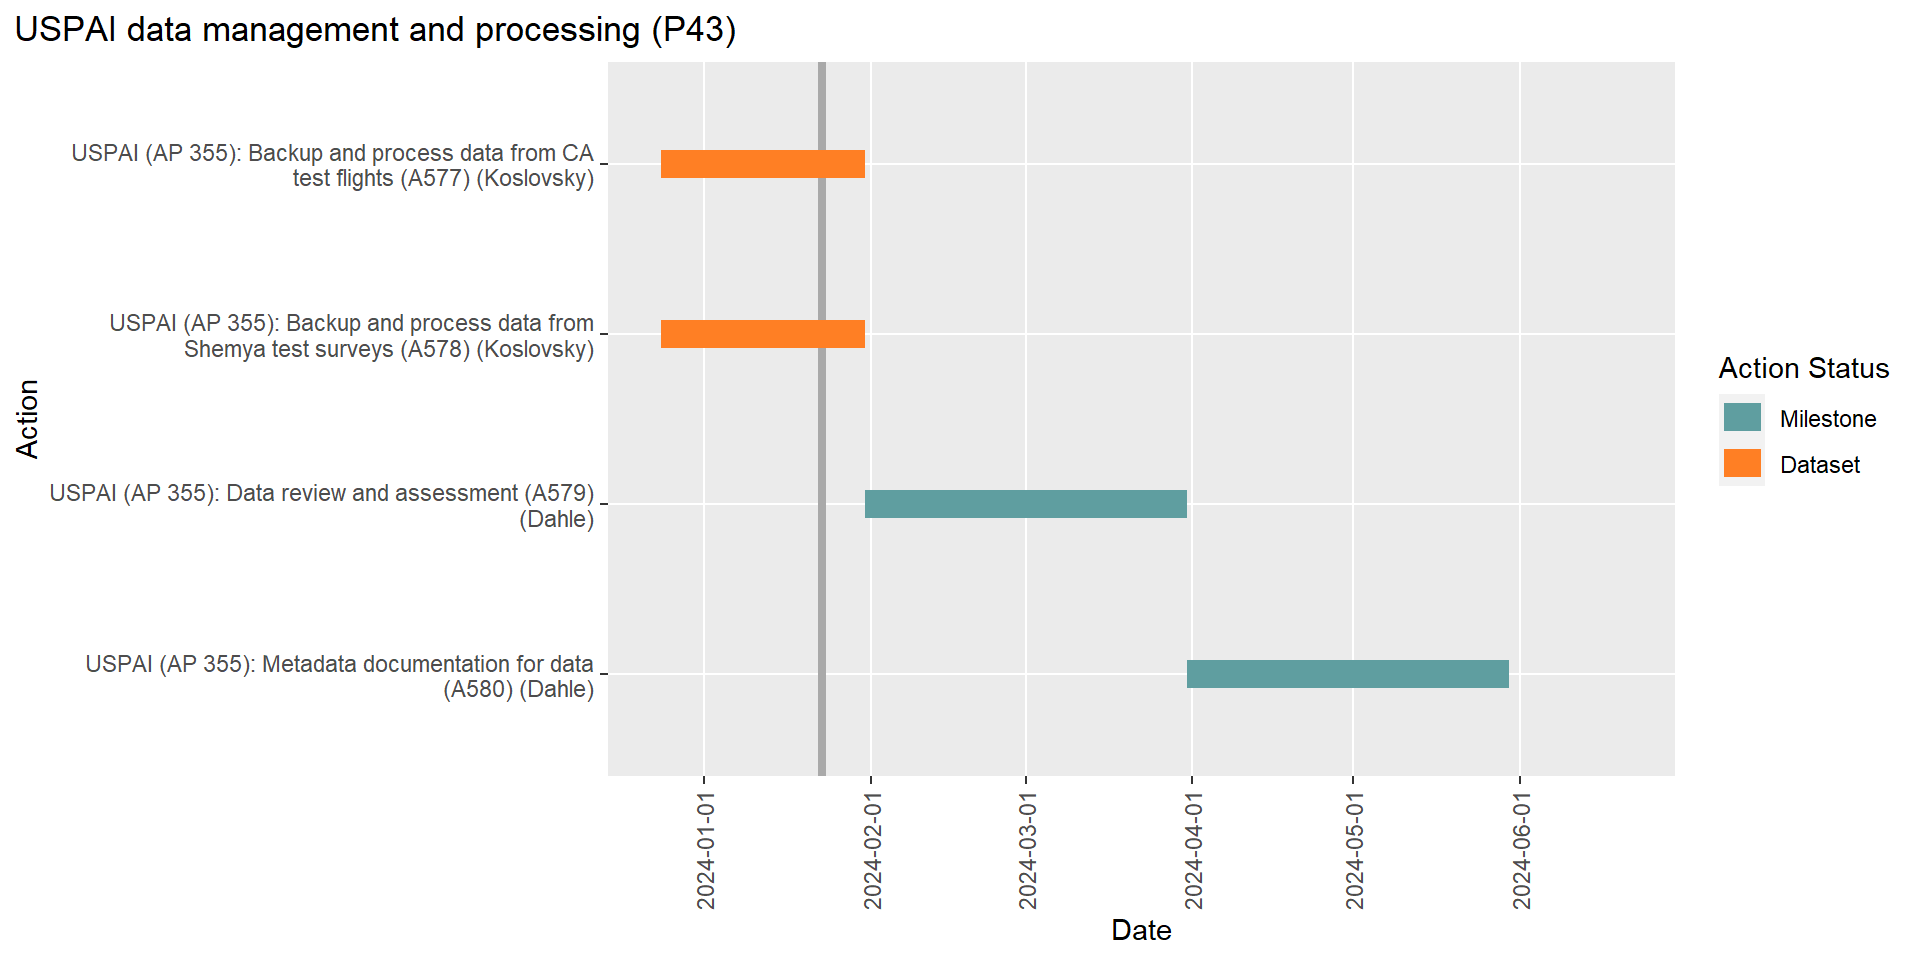 USPAI data management and processing (P43)
USPAI (AP 355): Backup and process data from CA
test flights (A577) (Koslovsky)
USPAI (AP 355): Backup and process data from
Shemya test surveys (A578) (Koslovsky)
USPAI (AP 355): Data review and assessment (A579)
(Dahle)
USPAI (AP 355): Metadata documentation for data
(A580) (Dahle)
Action
2024-01-01
2024-02-01
2024-03-01
2024-04-01
2024-05-01
2024-06-01
Date
Action Status
Milestone
Dataset